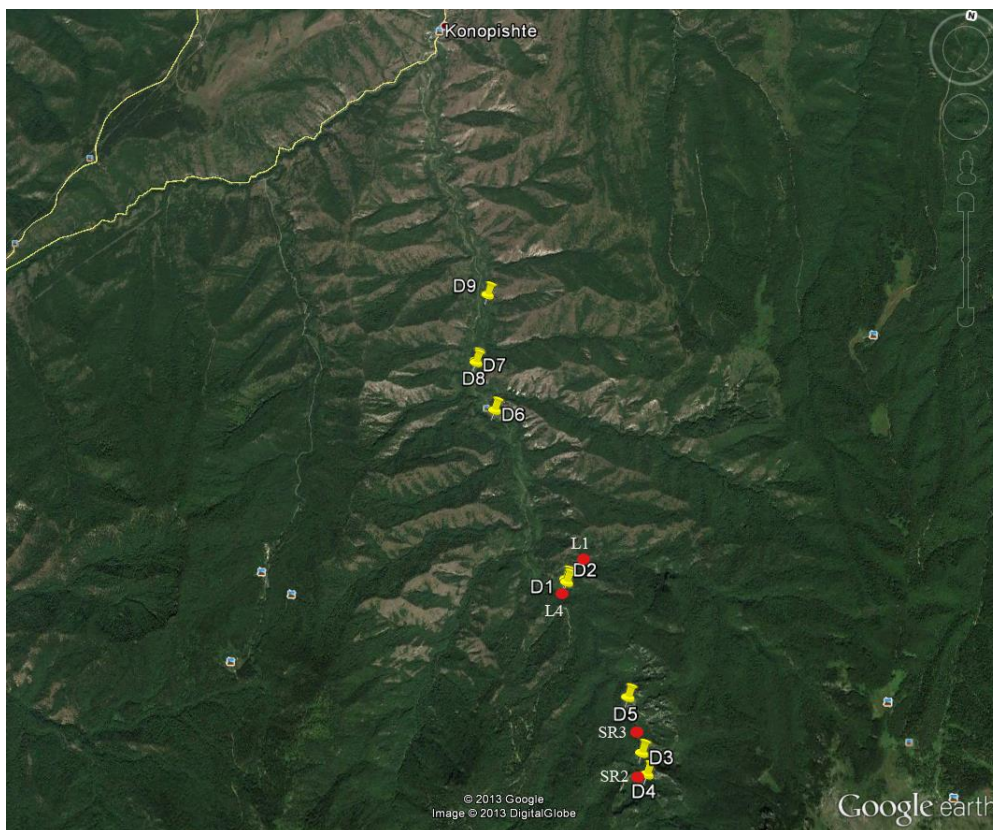 N
Konopishte
D9
D7
D8
D6
L1
D2
D1
L4
D5
SR3
D3
SR2
D4
© 2013 Google
Image © 2013 DigitalGlobe
Google earth